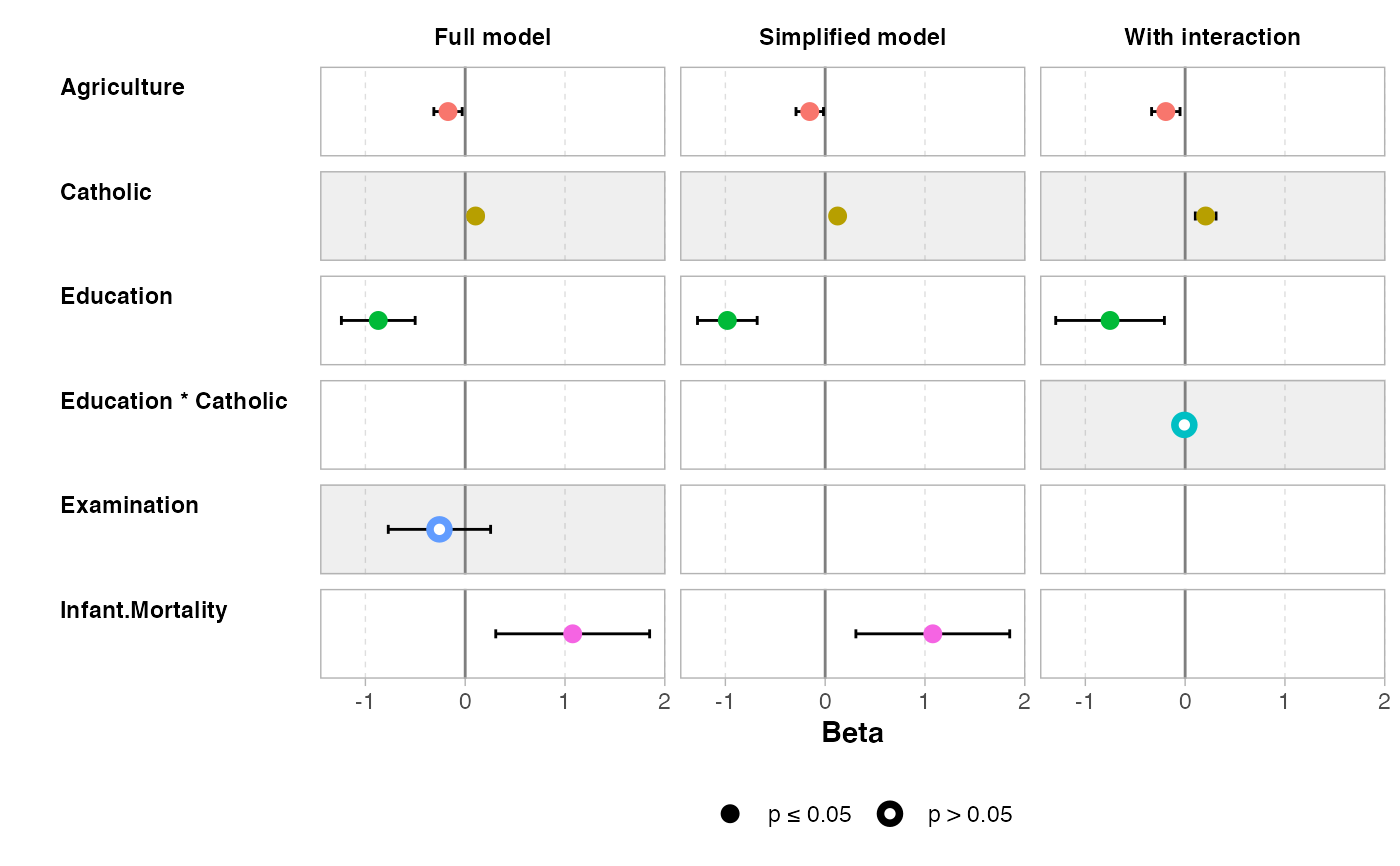 Full model Simplified model With interaction
Agriculture
Catholic
Education
Education * Catholic
Examination
Infant.Mortality
-1 0 1 2 -1 0 1 2 -1 0 1 2
Beta
p ≤ 0.05 p > 0.05